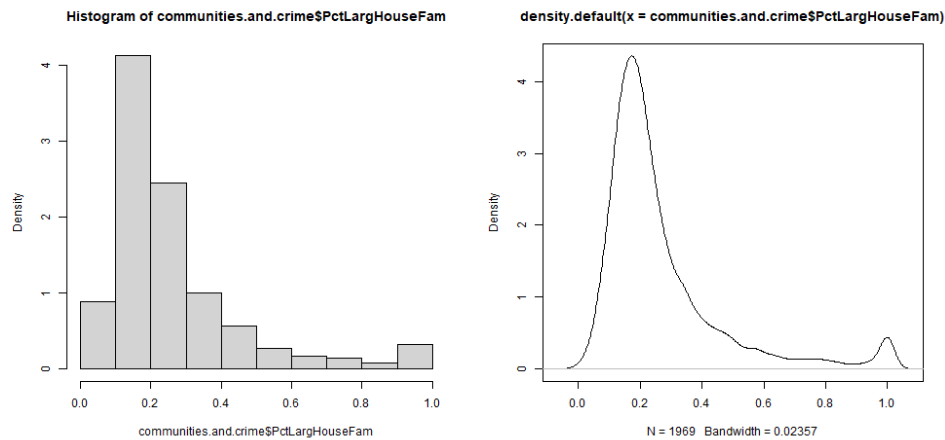 Histogram of communities.and.crime$PctLargHouseFam
Density
4
3
2
1
0
0.0 0.2 0.4 0.6 0.8 1.0
communities.and.crime$PctLargHouseFam
density.default(x = communities.and.crime$PctLargHouseFam)
Density
4
3
2
1
0
0.0 0.2 0.4 0.6 0.8 1.0
N = 1969 Bandwidth = 0.02357